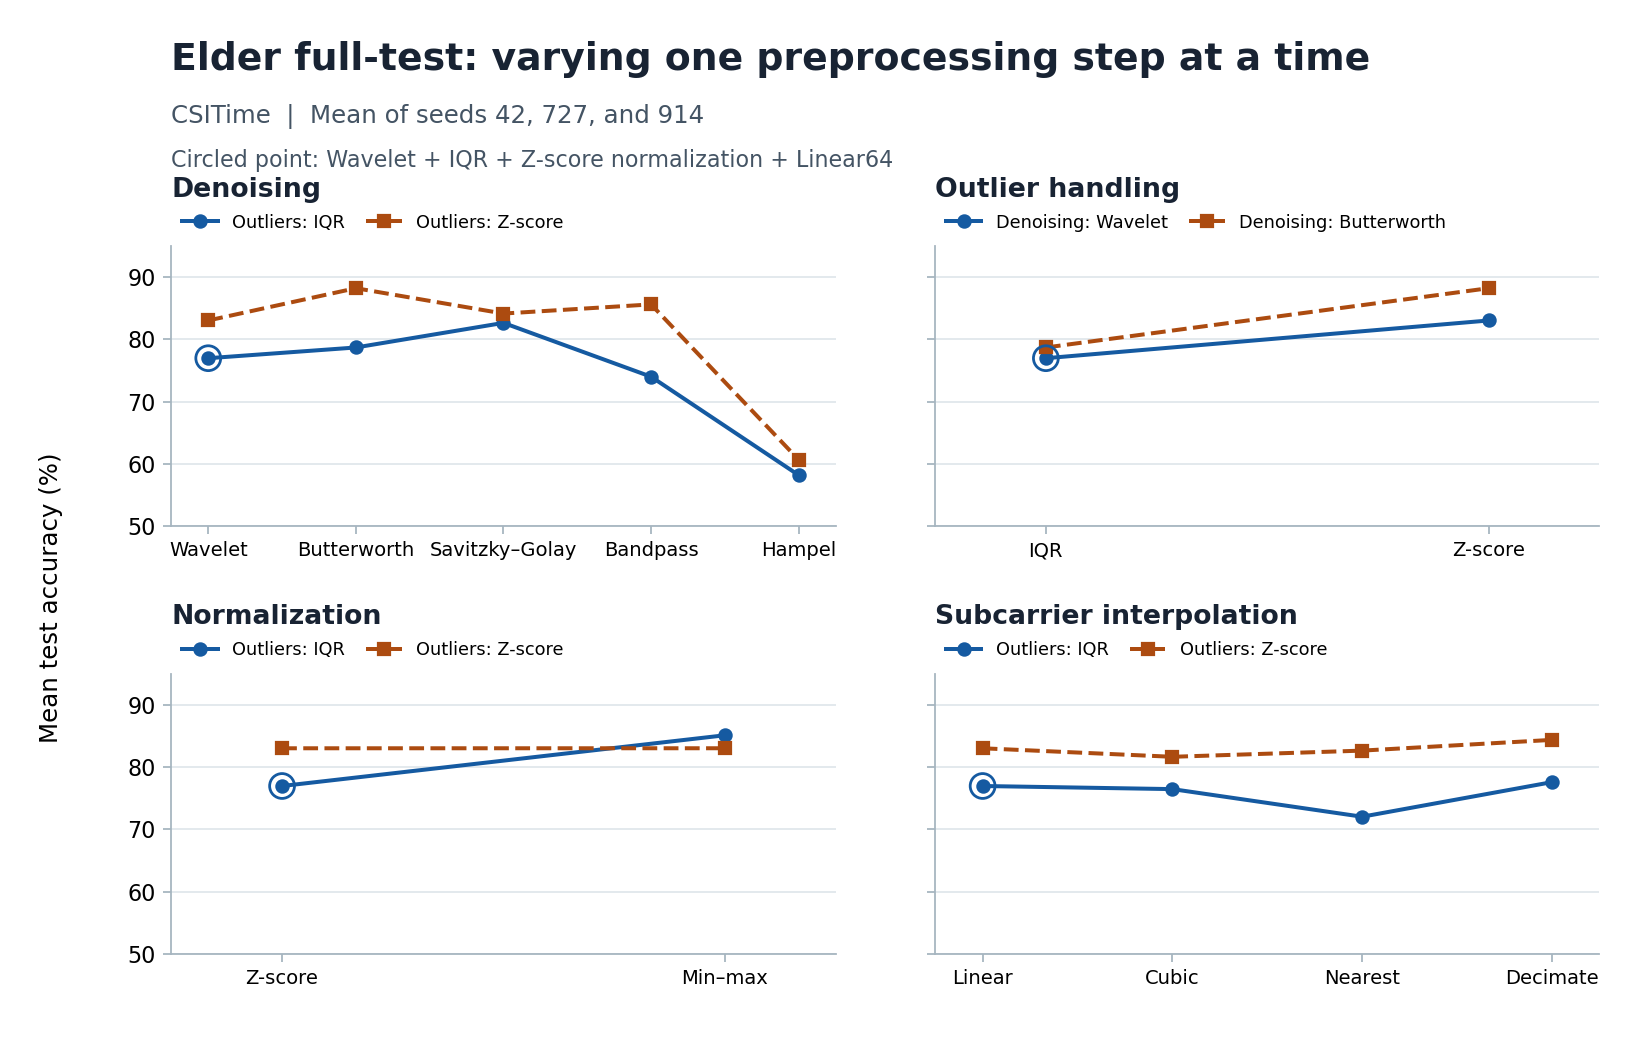 Elder full-test: varying one preprocessing step at a time
CSITime | Mean of seeds 42, 727, and 914
Circled point: Wavelet + IQR + Z-score normalization + Linear64
Denoising
Outliers: IQR Outliers: Z-score
90
80
70
60
50
Wavelet Butterworth Savitzky–Golay Bandpass Hampel
Outlier handling
Denoising: Wavelet Denoising: Butterworth
IQR Z-score
Mean test accuracy (%)
Normalization
Outliers: IQR Outliers: Z-score
90
80
70
60
50
Z-score Min–max
Subcarrier interpolation
Outliers: IQR Outliers: Z-score
Linear Cubic Nearest Decimate